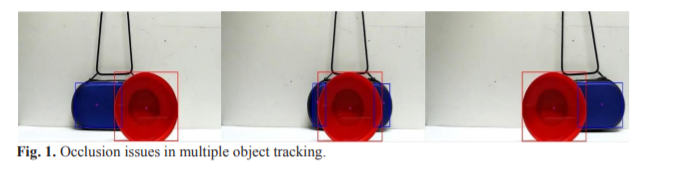 Fig. 1. Occlusion issues in multiple object tracking.